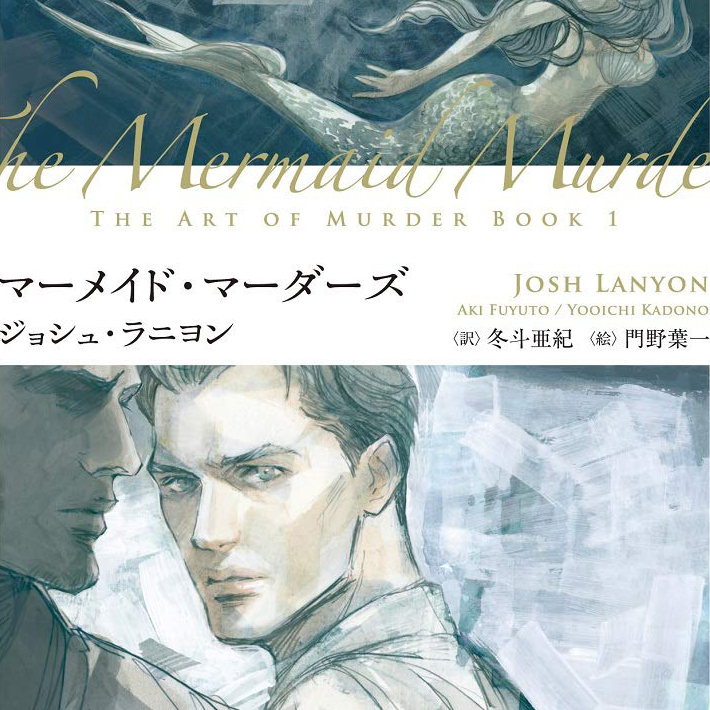 The Mermaid Murde
The Art of Murder Book 1
マーメイド・マーダーズ
ジョシュ・ラニヨン
Josh Lanyon
Aki Fuyuto / Yooichi Kadono
〈訳〉冬斗亜紀 〈絵〉門野葉一